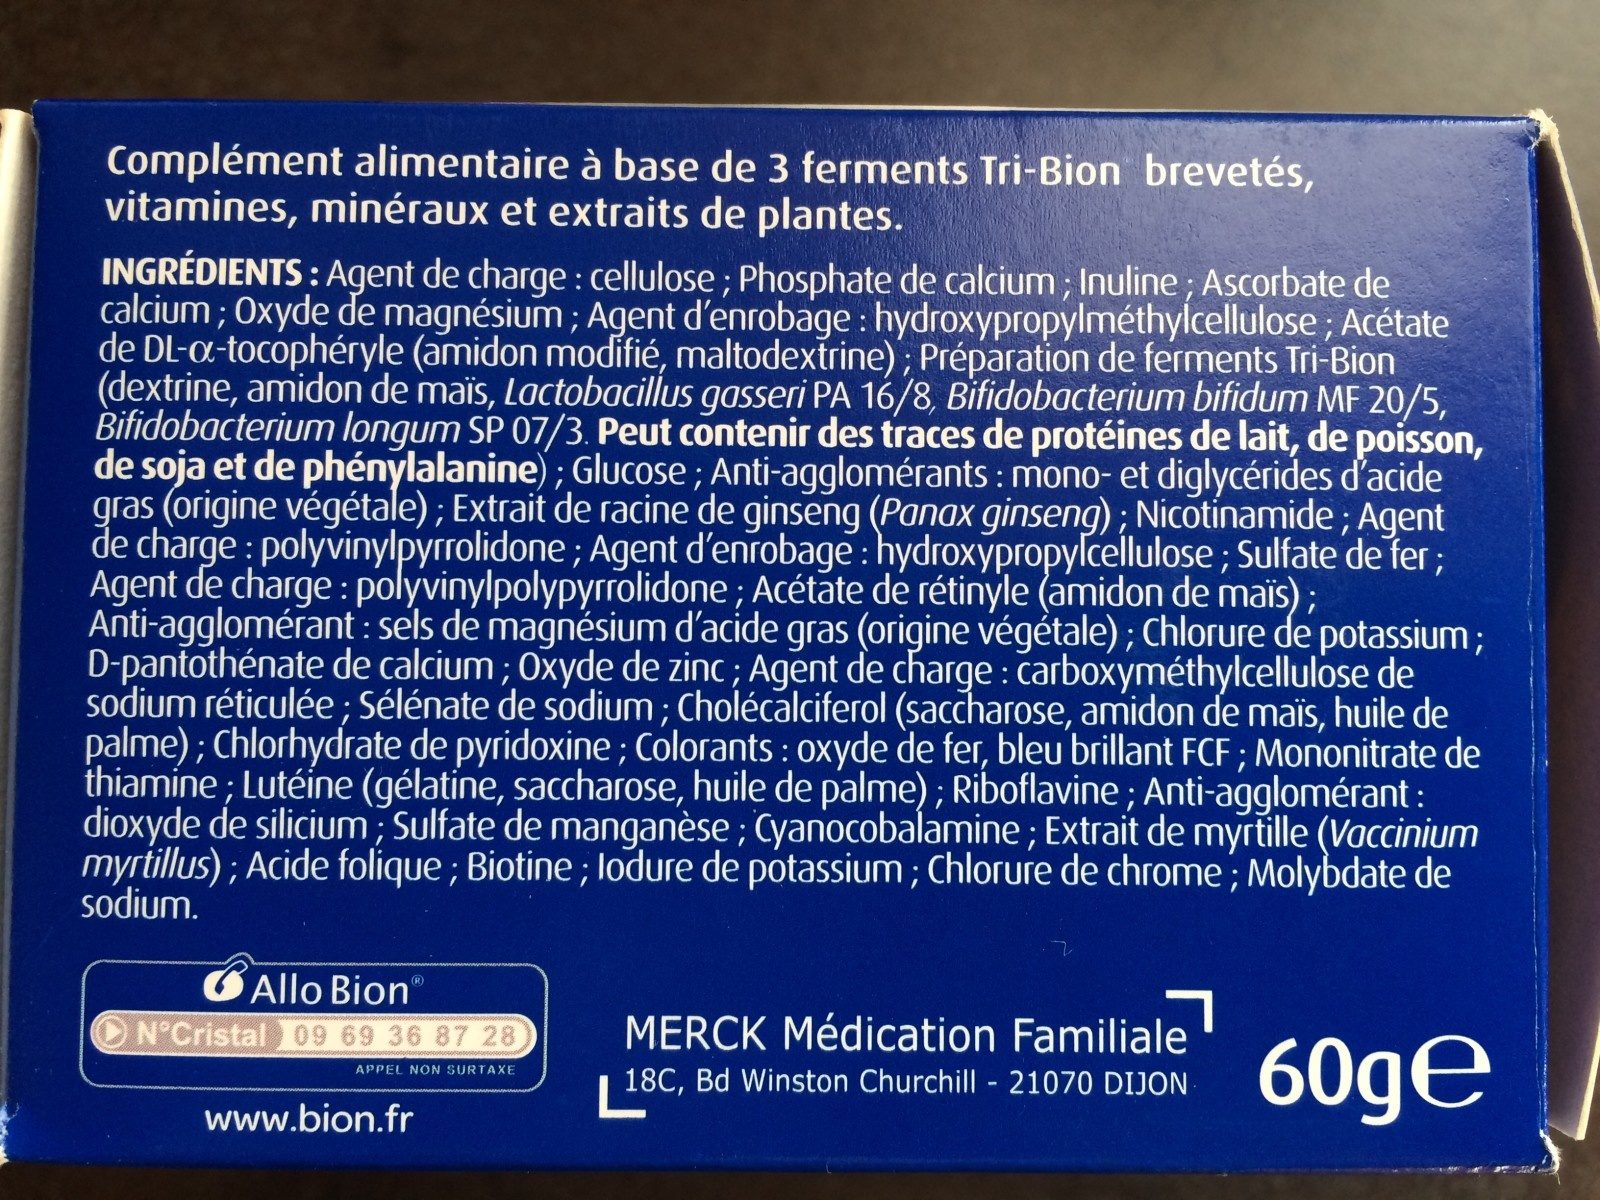 Complément alimentaire à base de 3 ferments Tri-Bion brevetés,
vitamines, minéraux et extraits de plantes.
INGRÉDIENTS : Agent de charge : cellulose ; Phosphate de calcium ; Inuline ; Ascorbate de
calcium ; Oxyde de magnésium ; Agent d'enrobage : hydroxypropylméthylcellulose ; Acétate
de DL-α-tocophéryle (amidon modifié, maltodextrine) ; Préparation de ferments Tri-Bion
(dextrine, amidon de maïs, Lactobacillus gasseri PA 16/8, Bifidobacterium bifidum MF 20/5,
Bifidobacterium longum SP 07/3. Peut contenir des traces de protéines de lait, de poisson,
de soja et de phénylalanine) ; Glucose ; Anti-agglomérants : mono- et diglycérides d'acide
gras (origine végétale) ; Extrait de racine de ginseng (Panax ginseng) ; Nicotinamide ; Agent
de charge : polyvinylpyrrolidone ; Agent d'enrobage : hydroxypropylcellulose ; Sulfate de fer ;
Agent de charge : polyvinylpolypyrrolidone ; Acétate de rétinyle (amidon de maïs) ;
Anti-agglomérant : sels de magnésium d'acide gras (origine végétale) ; Chlorure de potassium ;
D-pantothénate de calcium ; Oxyde de zinc ; Agent de charge : carboxyméthylcellulose de
sodium réticulée ; Sélénate de sodium ; Cholécalciferol (saccharose, amidon de maïs, huile de
palme) ; Chlorhydrate de pyridoxine ; Colorants : oxyde de fer, bleu brillant FCF ; Mononitrate de
thiamine ; Lutéine (gélatine, saccharose, huile de palme) ; Riboflavine ; Anti-agglomérant :
dioxyde de silicium ; Sulfate de manganèse ; Cyanocobalamine ; Extrait de myrtille (Vaccinium
myrtillus) ; Acide folique ; Biotine ; Iodure de potassium ; Chlorure de chrome ; Molybdate de
sodium.
Allo Bion®
N°Cristal 09 69 36 87 28
APPEL NON SURTAXE
www.bion.fr
MERCK Médication Familiale
18C, Bd Winston Churchill - 21070 DIJON
60g℮